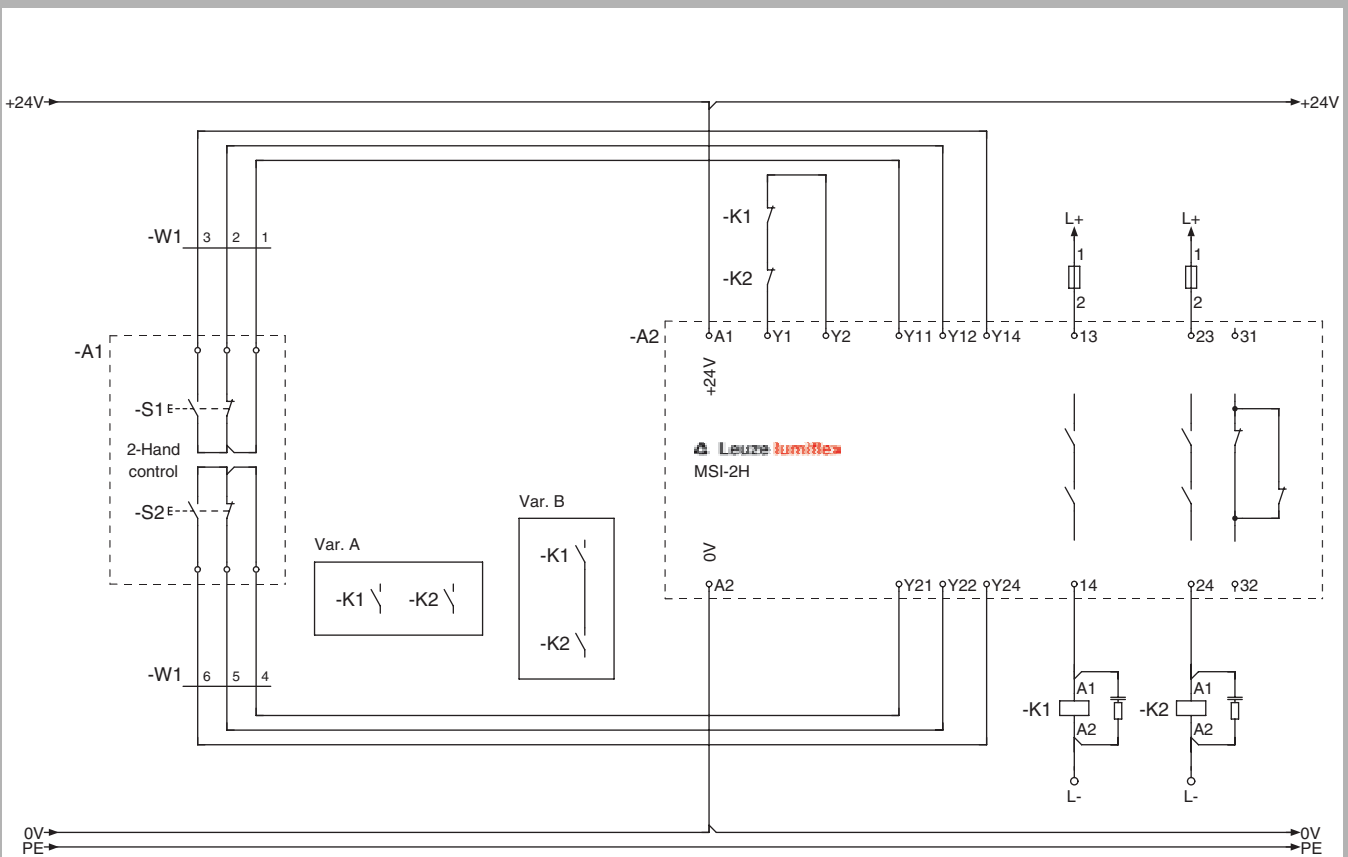 +24V +24V
-W1 3 2 1
-K1
-K2
L+ L+
1 1
2 2
-A1
-A2 A1 Y1 Y2 Y11 Y12 Y14 13 23 31
+24V
-S1
2-Hand
control
-S2
Leuze lumiflex
MSI-2H
Var. A
-K1 -K2
Var. B
-K1
-K2
0V
A2 Y21 Y22 Y24 14 24 32
-W1 6 5 4
-K1 A1 A2
-K2 A1 A2
L- L-
0V 0V
PE PE